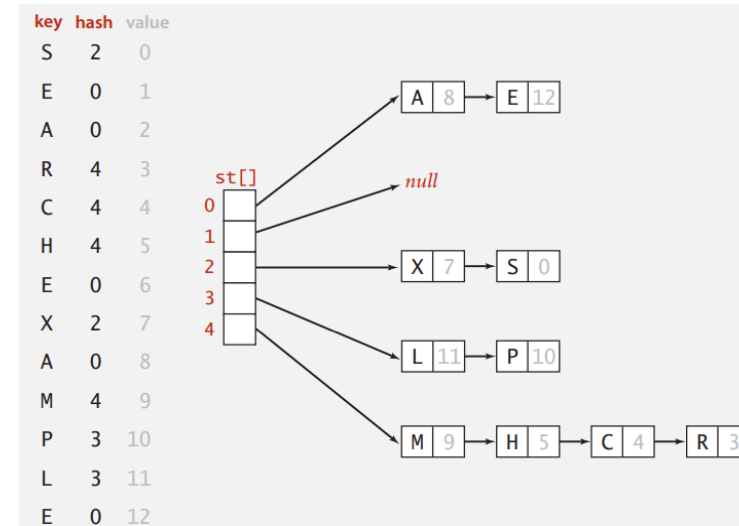 key hash value
S 2 0
E 0 1
A 0 2
R 4 3
C 4 4
H 4 5
E 0 6
X 2 7
A 0 8
M 4 9
P 3 10
L 3 11
E 0 12
st[]
0
1
2
3
4
A 8 E 12
null
X 7 S 0
L 11 P 10
M 9 H 5 C 4 R 3